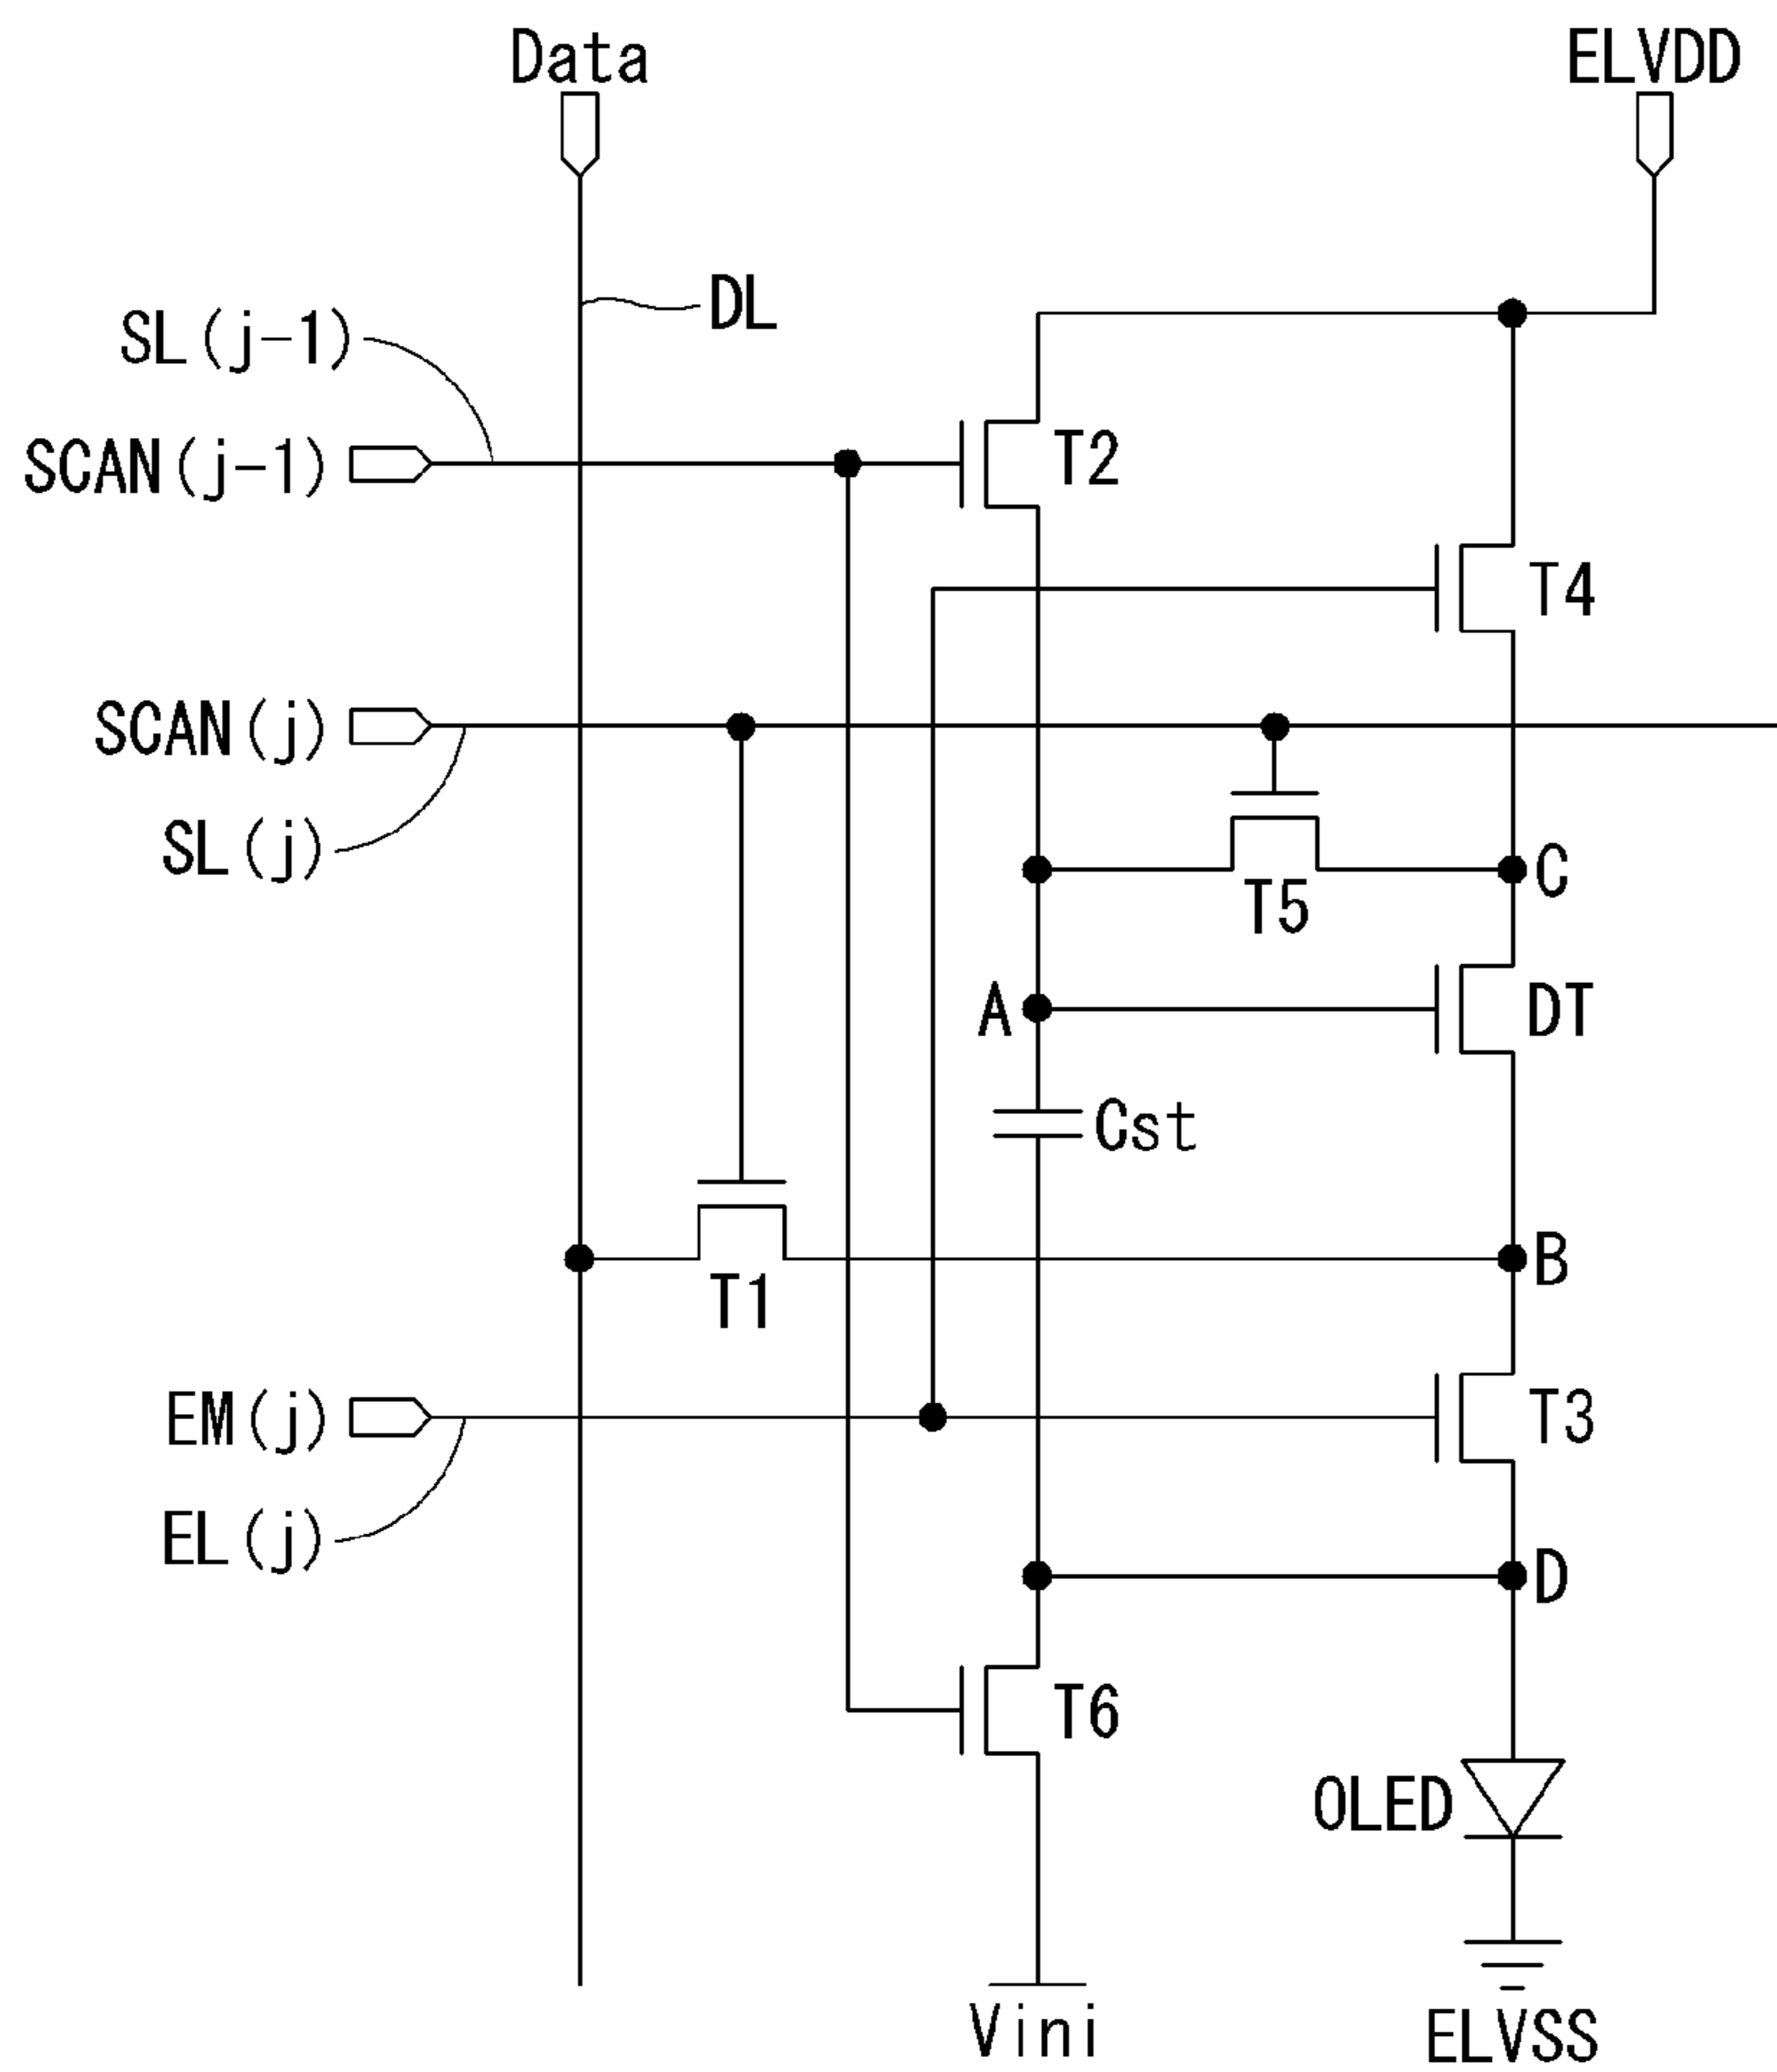 Data
ELVDD
DL
SL(j-1)
SCAN(j-1)
T2
T4
SCAN(j)
SL(j)
C
T5
A
DT
Cst
B
T1
EM(j)
T3
EL(j)
D
T6
OLED
Vini
ELVSS